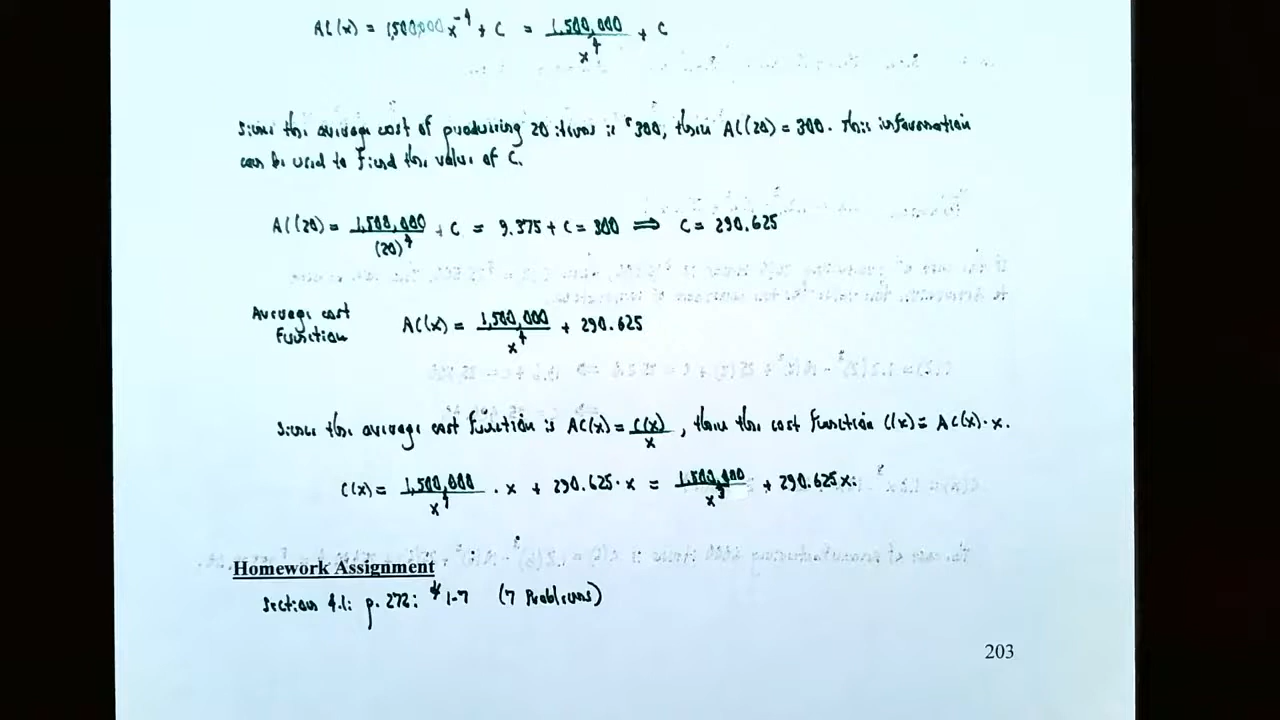 AC(x) = 1,500,000 x^-4 + C = 1,500,000 / x^4 + C
Since the average cost of producing 20 items is $300, then AC(20) = 300. This information
can be used to find the value of C.
AC(20) = 1,500,000 / (20)^4 + C = 9.375 + C = 300 ⟹ C = 290.625
Average cost
Function
AC(x) = 1,500,000 / x^4 + 290.625
Since the average cost function is AC(x) = C(x) / x, then the cost function C(x) = AC(x)·x.
C(x) = 1,500,000 / x^4 · x + 290.625·x = 1,500,000 / x^3 + 290.625x
Homework Assignment
Section 4.1: p. 272: # 1-7 (7 Problems)
203